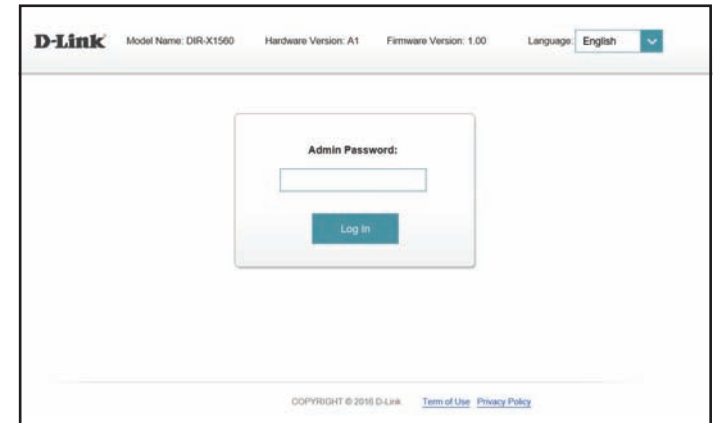 D-Link Model Name: DIR-X1560 Hardware Version: A1 Firmware Version: 1.00 Language: English
Admin Password:
Log In
COPYRIGHT © 2016 D-Link Term of Use Privacy Policy